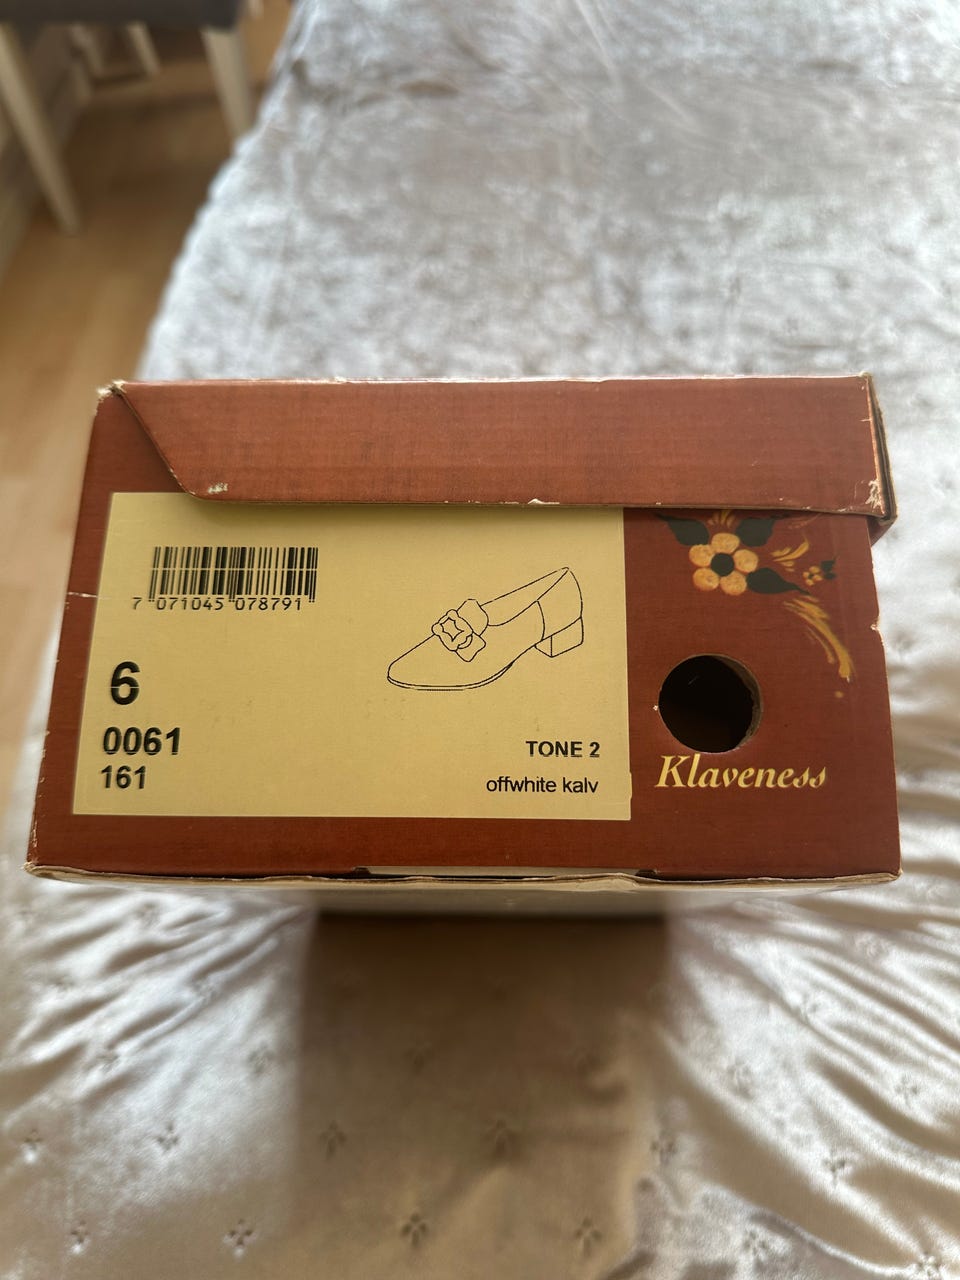 7 071045 078791
6
0061
161
TONE 2
offwhite kalv
Klaveness